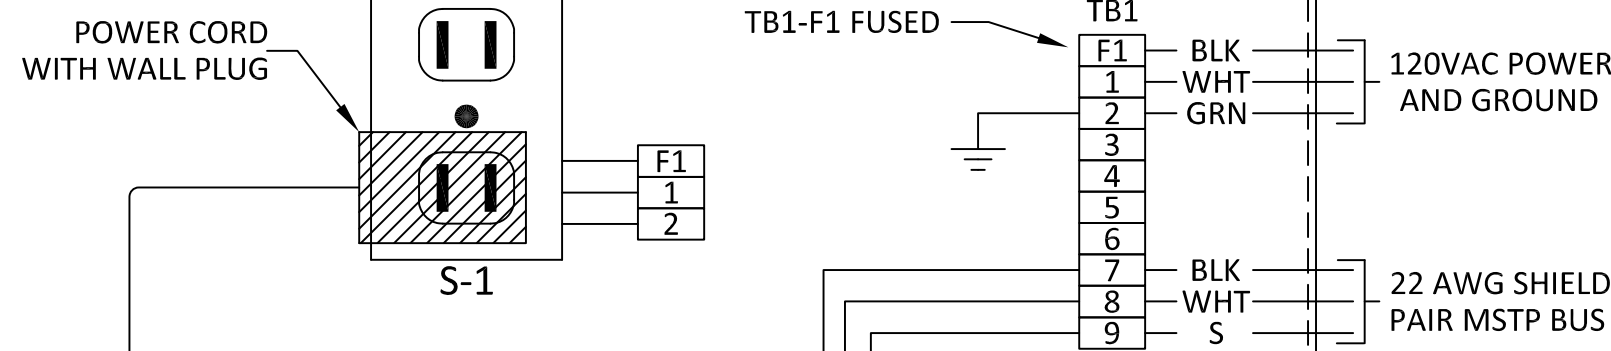 POWER CORD
WITH WALL PLUG
F1
1
2
S-1
TB1-F1 FUSED
TB1
F1 BLK
1 WHT
2 GRN
3
4
5
6
7 BLK
8 WHT
9 S
120VAC POWER
AND GROUND
22 AWG SHIELD
PAIR MSTP BUS